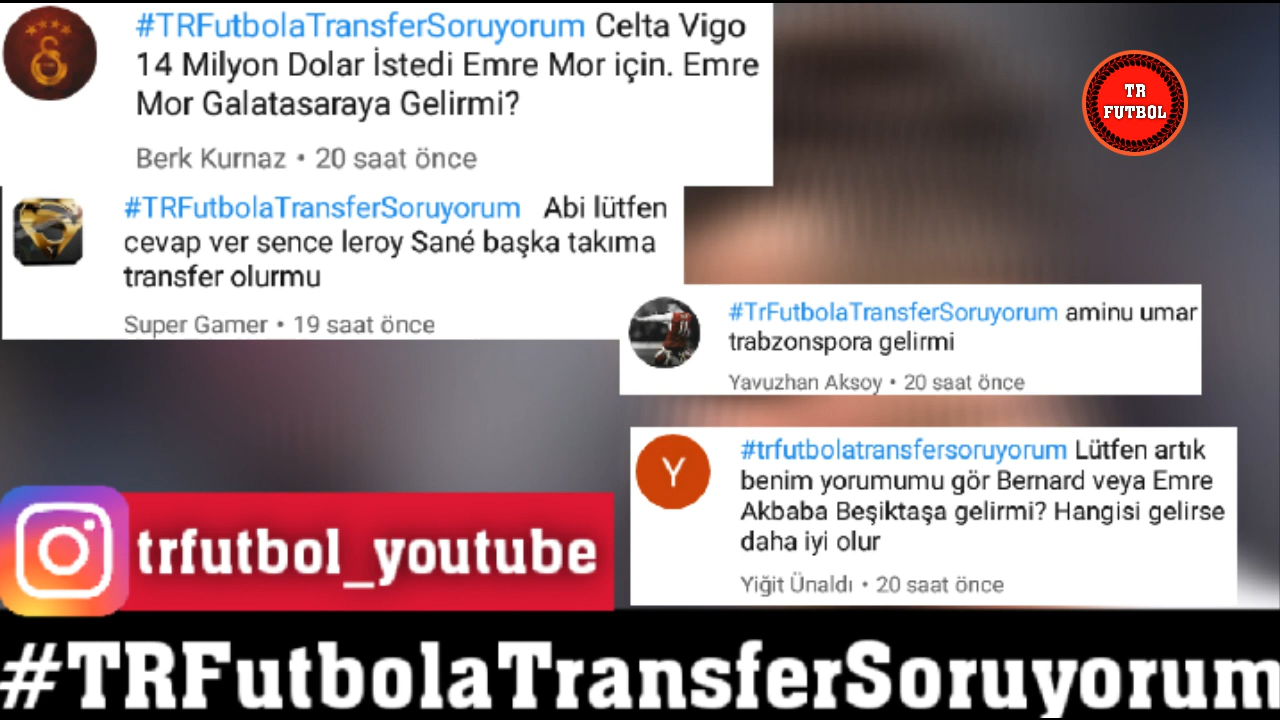 #TRFutbolaTransferSoruyorum Celta Vigo
14 Milyon Dolar İstedi Emre Mor için. Emre
Mor Galatasaraya Gelirmi?
Berk Kurnaz • 20 saat önce
TR
FUTBOL
#TRFutbolaTransferSoruyorum Abi lütfen
cevap ver sence leroy Sané başka takıma
transfer olurmu
Super Gamer • 19 saat önce
#TrFutbolaTransferSoruyorum aminu umar
trabzonspora gelirmi
Yavuzhan Aksoy • 20 saat önce
Y
#trfutbolatransfersoruyorum Lütfen artık
benim yorumumu gör Bernard veya Emre
Akbaba Beşiktaşa gelirmi? Hangisi gelirse
daha iyi olur
Yiğit Ünaldı • 20 saat önce
trfutbol_youtube
#TRFutbolaTransferSoruyorum